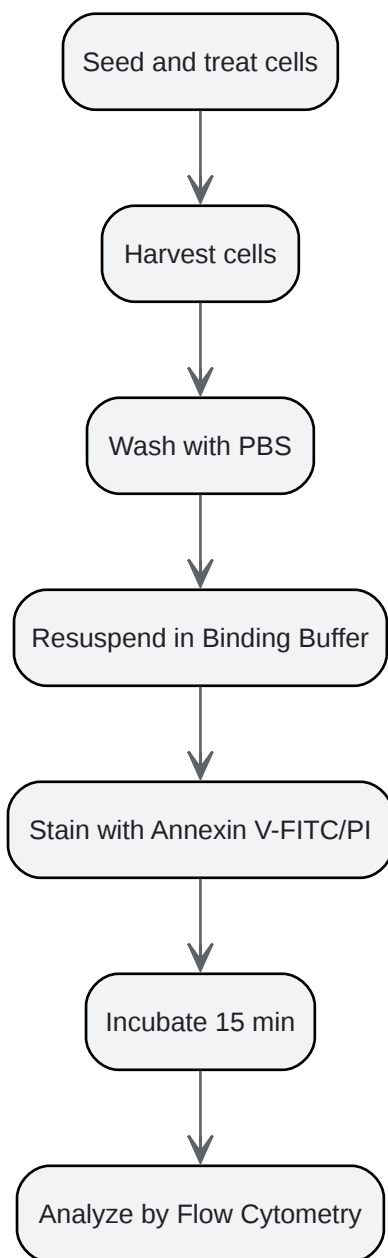 Seed and treat cells
Harvest cells
Wash with PBS
Resuspend in Binding Buffer
Stain with Annexin V-FITC/PI
Incubate 15 min
Analyze by Flow Cytometry